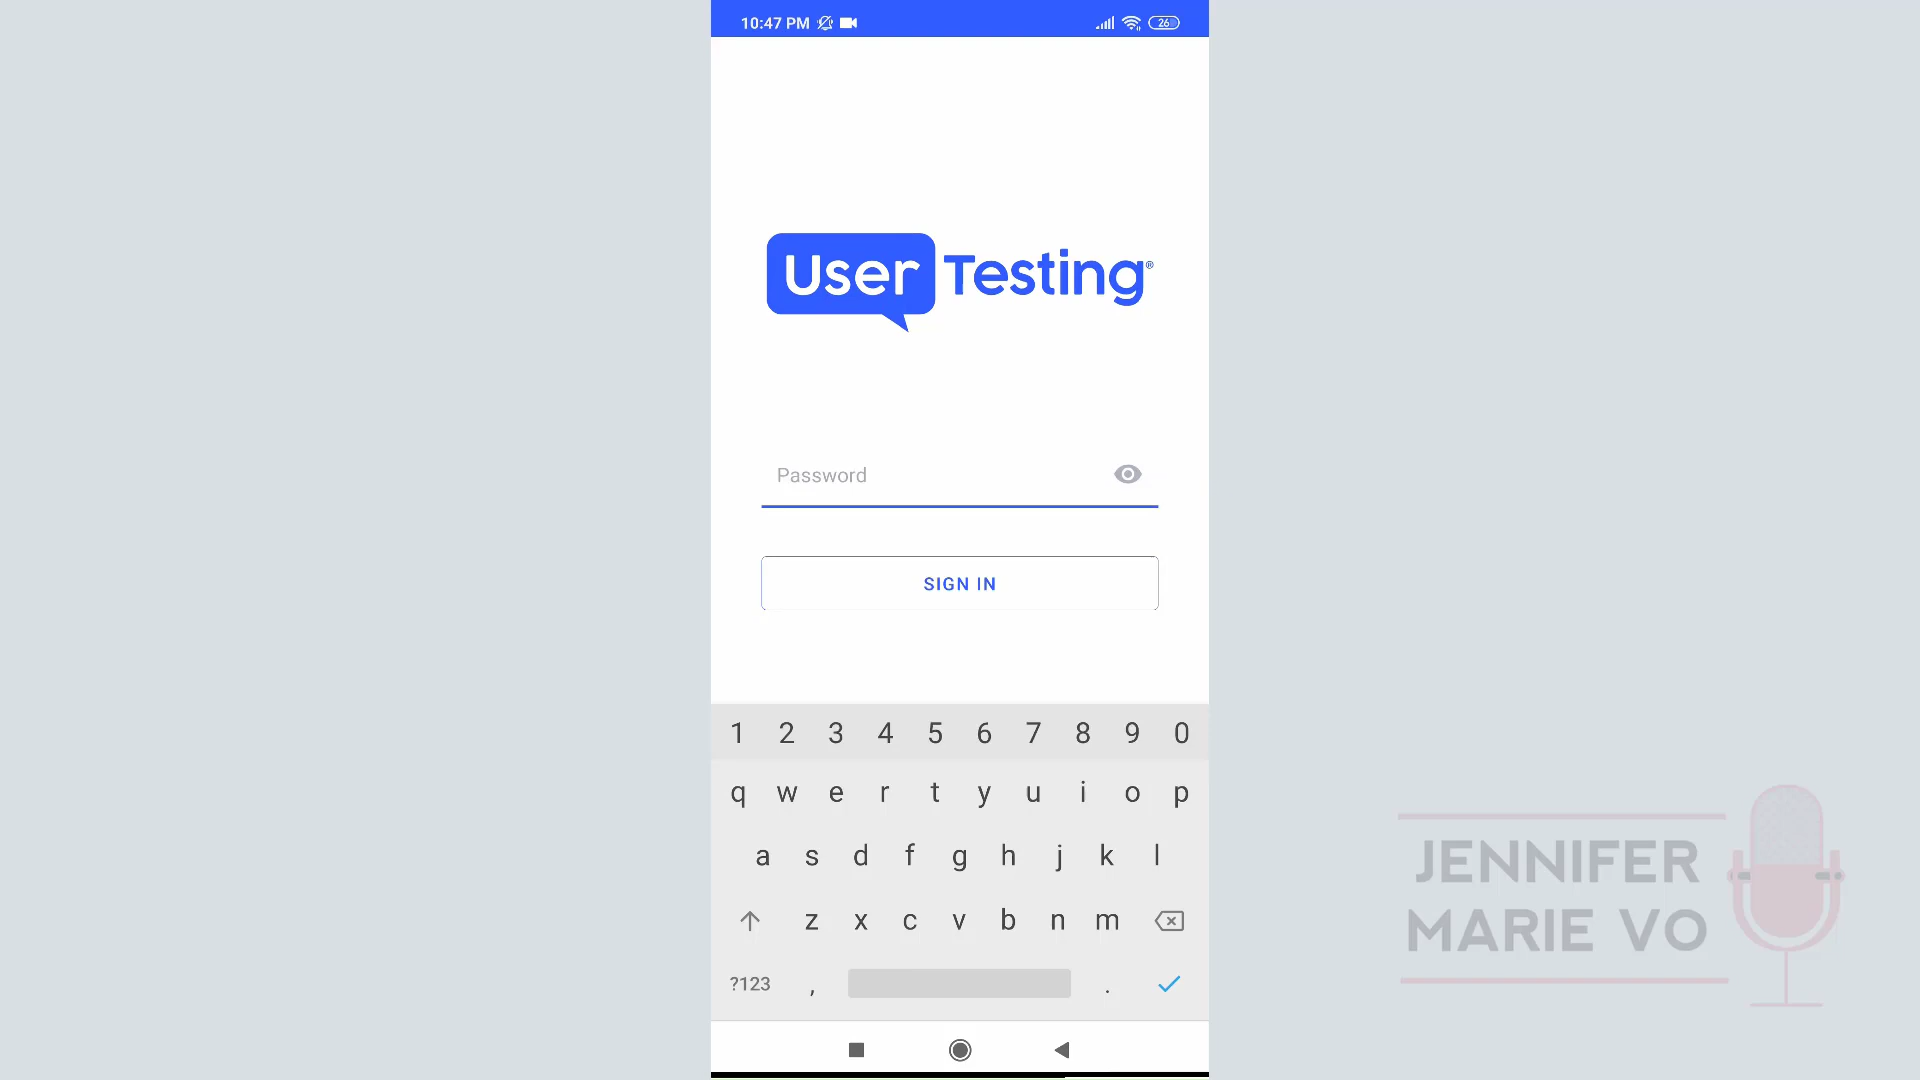 10:47 PM 26
User Testing®
Password
SIGN IN
1 2 3 4 5 6 7 8 9 0
q w e r t y u i o p
a s d f g h j k l
z x c v b n m
?123 , .
JENNIFER
MARIE VO